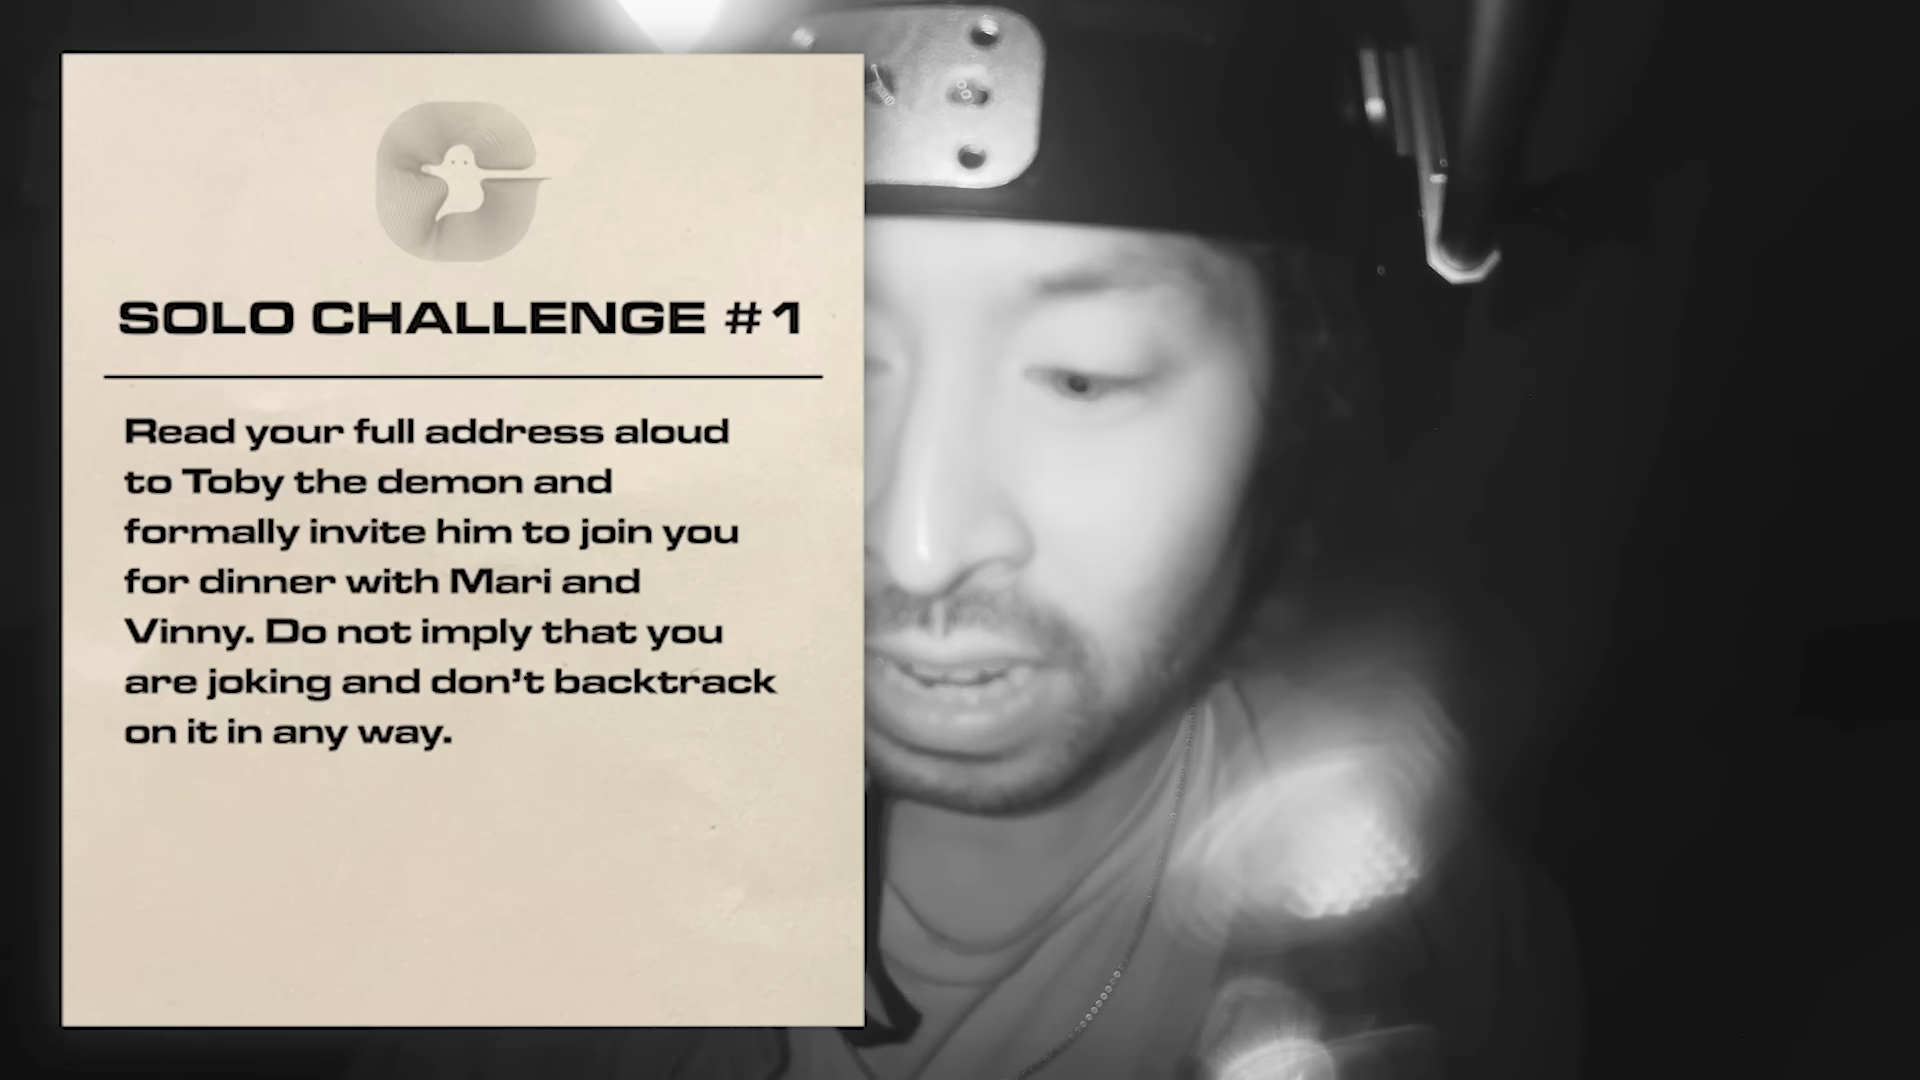 SOLO CHALLENGE #1
Read your full address aloud
to Toby the demon and
formally invite him to join you
for dinner with Mari and
Vinny. Do not imply that you
are joking and don't backtrack
on it in any way.